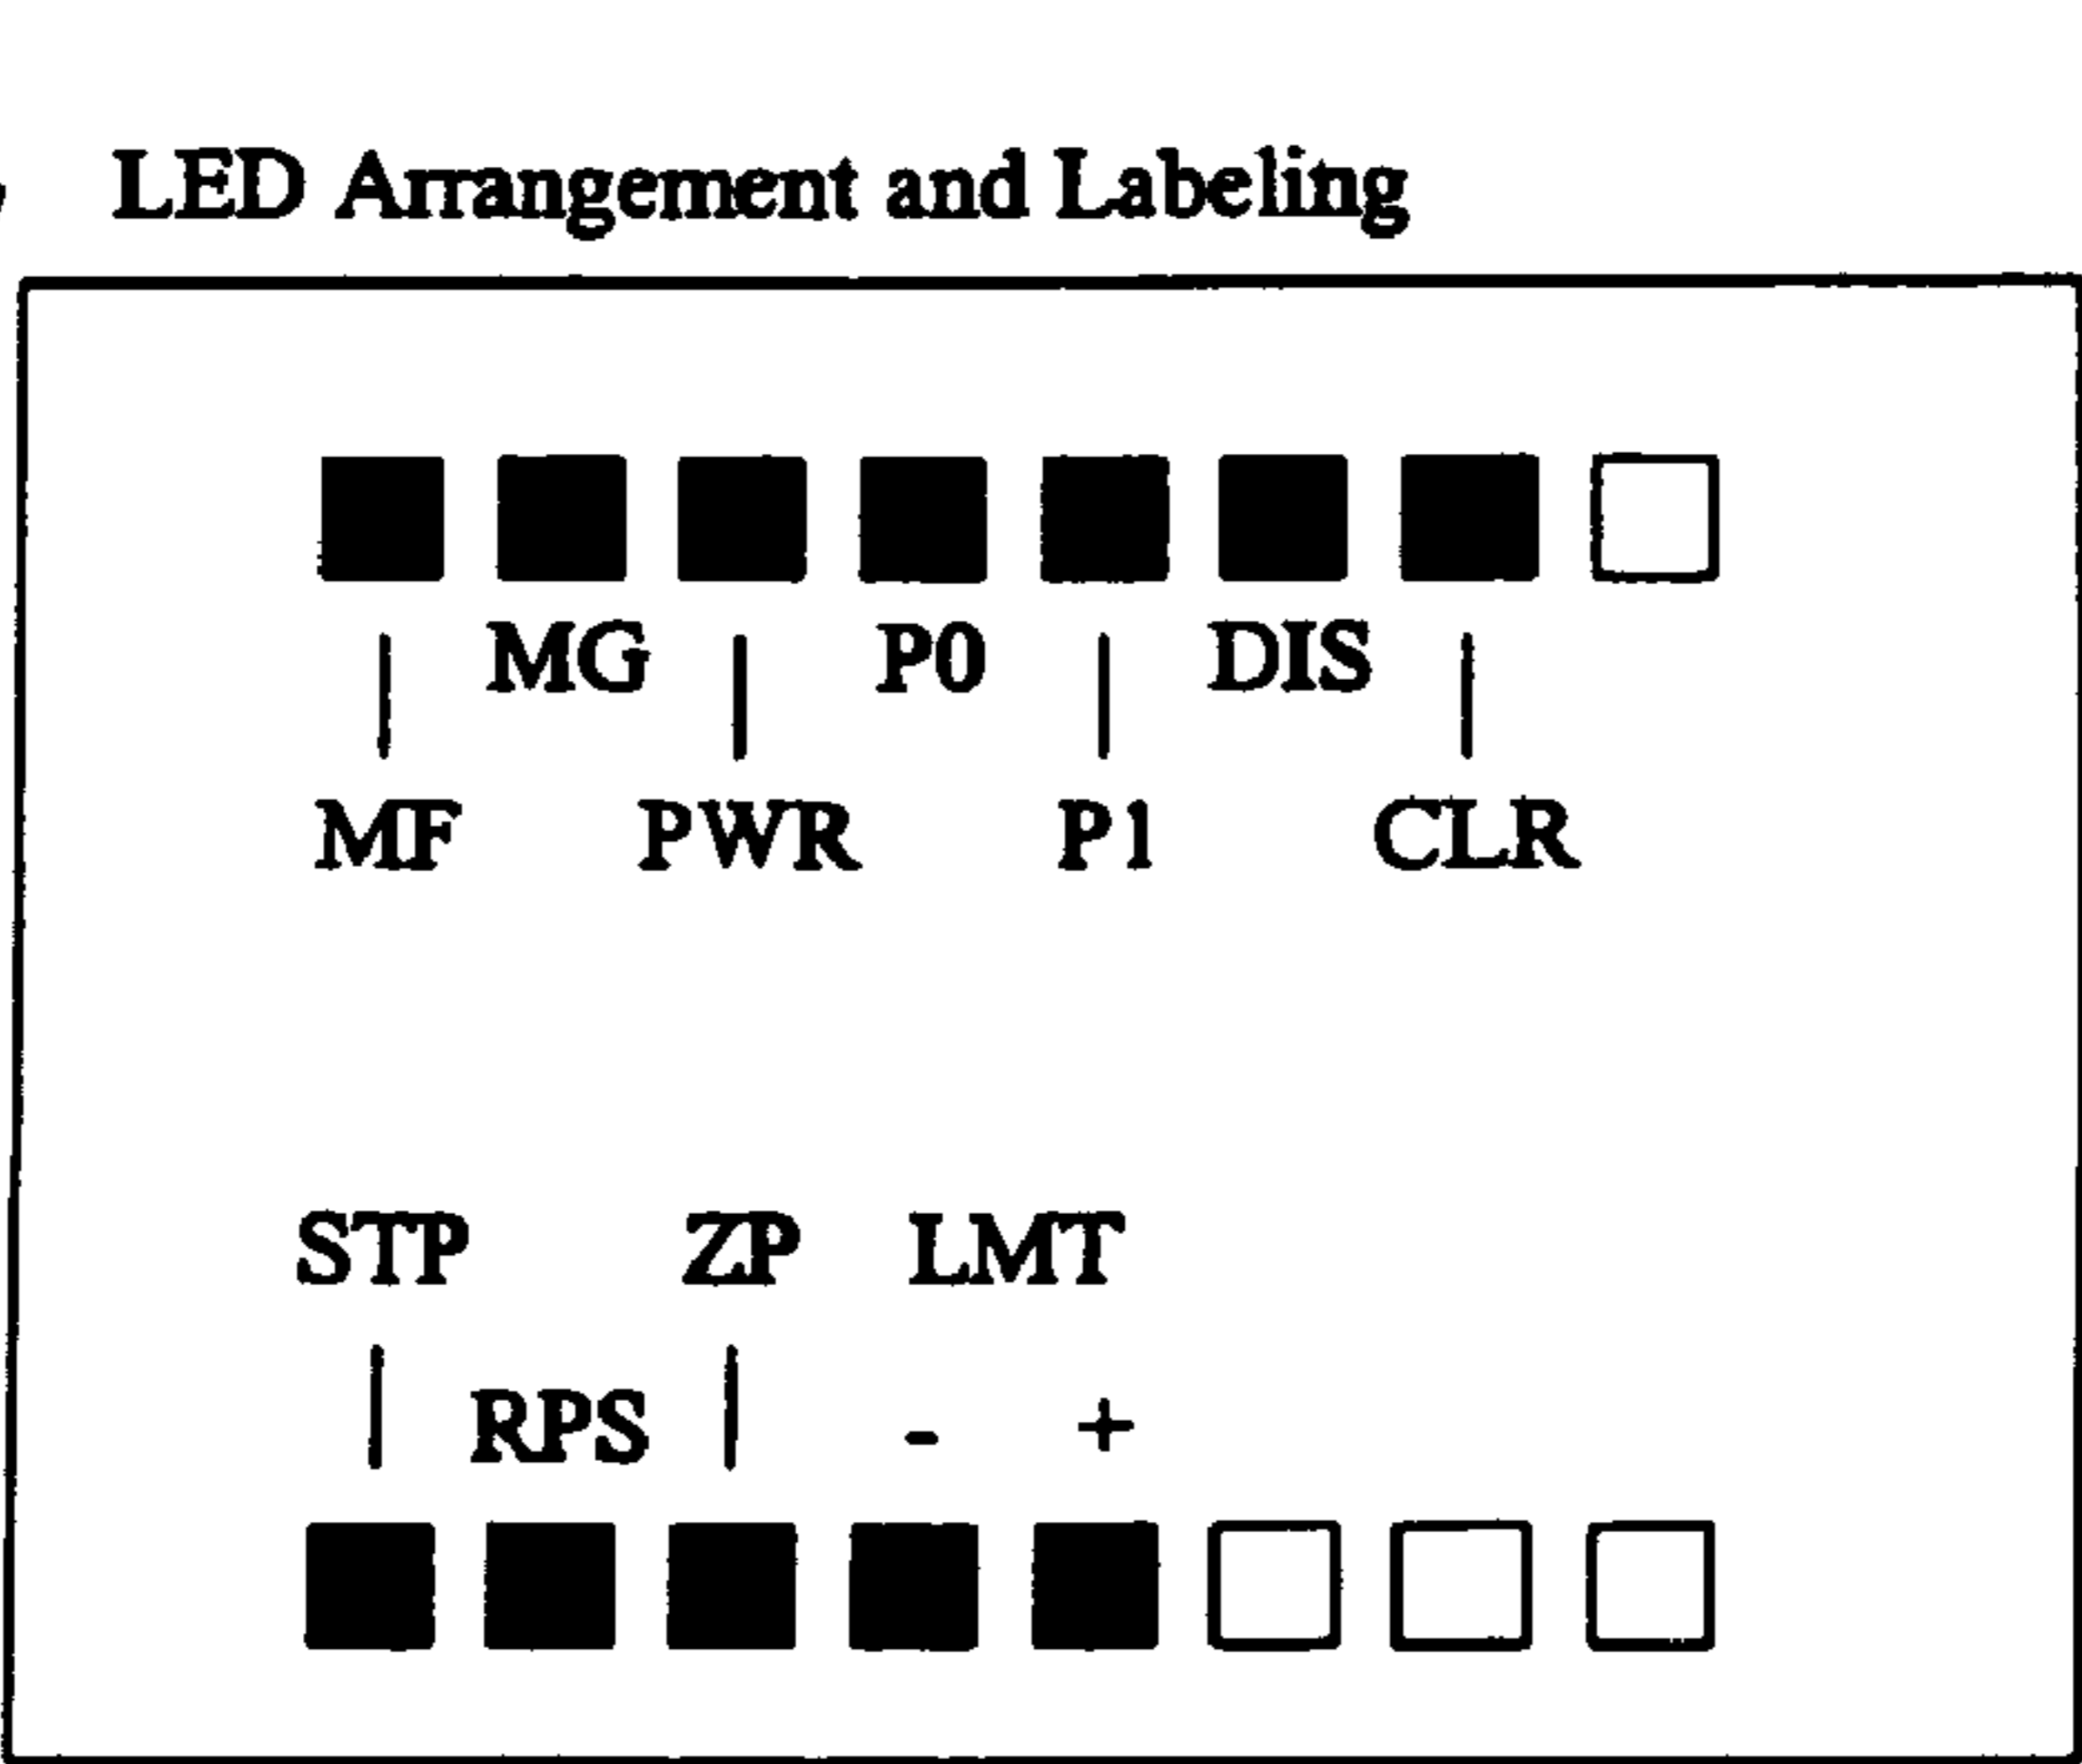 LED Arrangement and Labeling
MG P0 DIS
MF PWR P1 CLR
STP ZP LMT
RPS - +